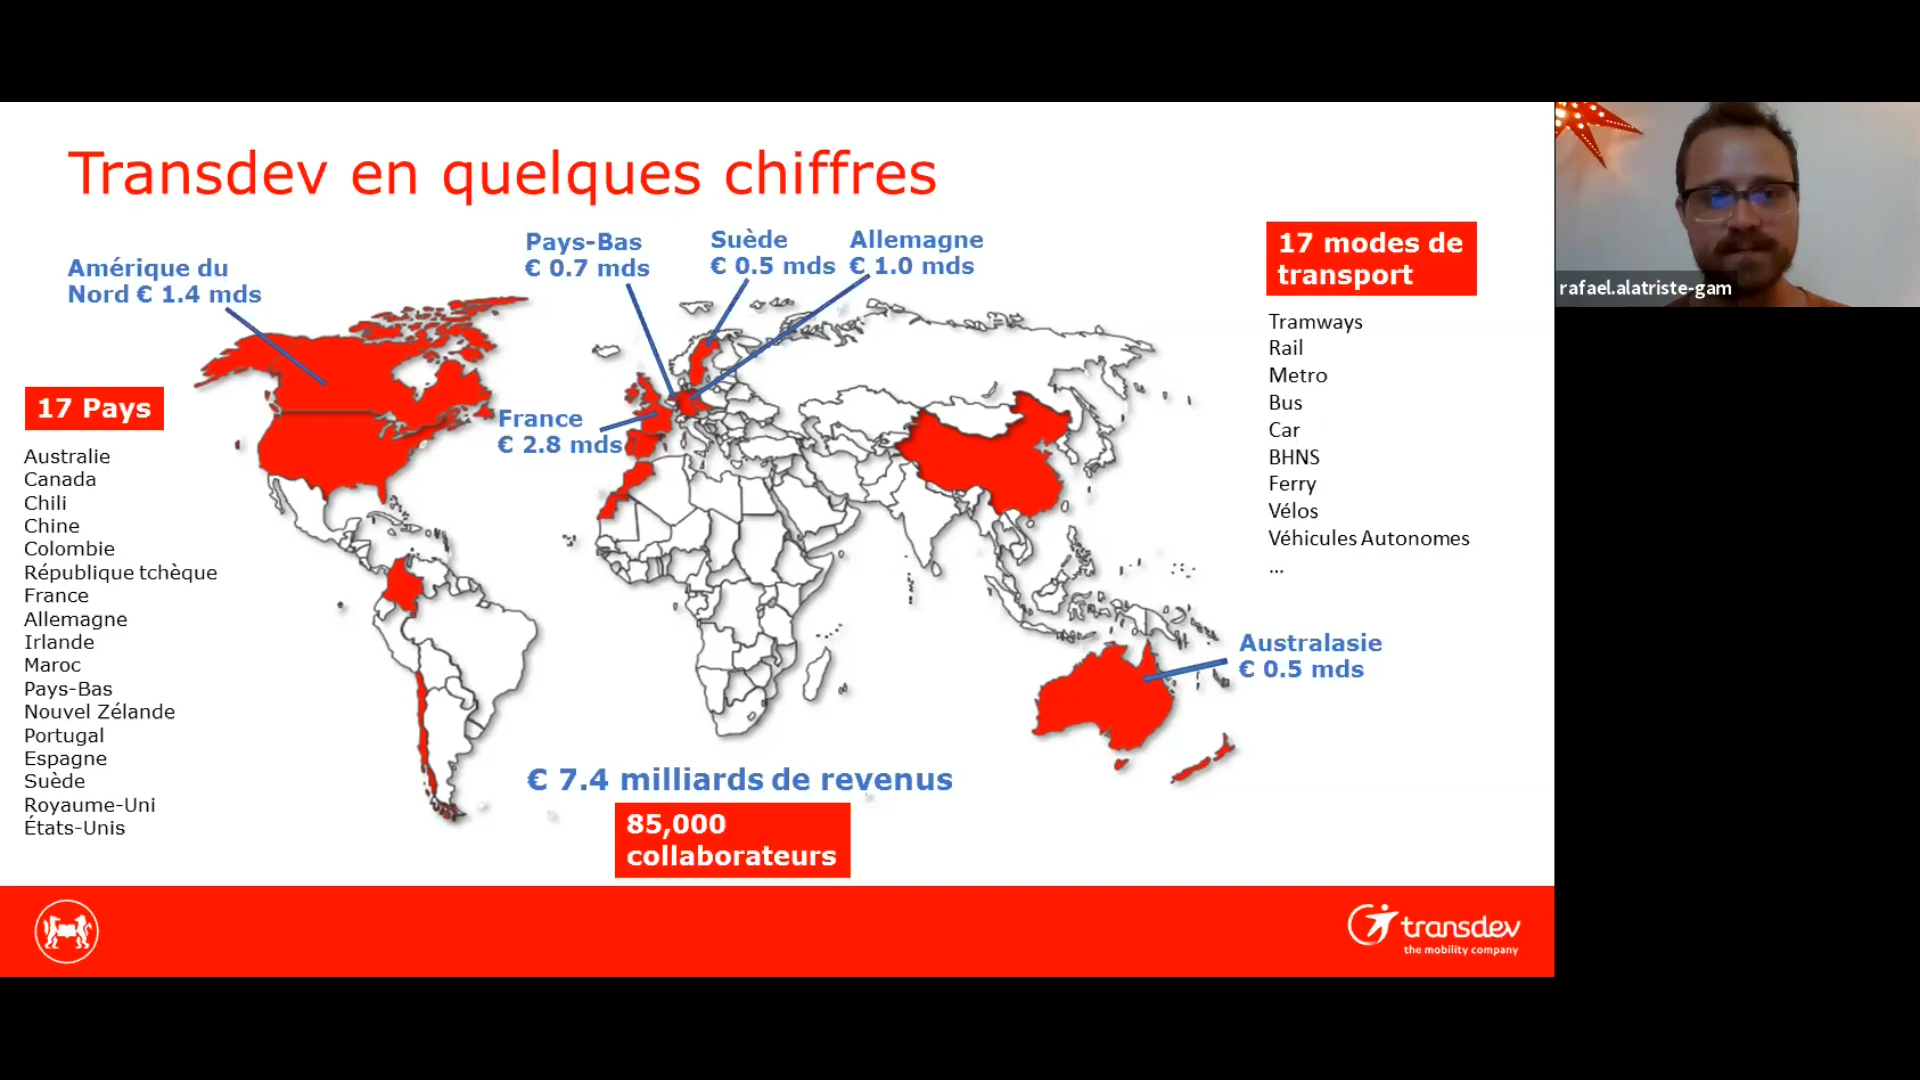 Transdev en quelques chiffres
Amérique du
Nord € 1.4 mds
Pays-Bas
€ 0.7 mds
Suède
€ 0.5 mds
Allemagne
€ 1.0 mds
France
€ 2.8 mds
17 Pays
Australie
Canada
Chili
Chine
Colombie
République tchèque
France
Allemagne
Irlande
Maroc
Pays-Bas
Nouvel Zélande
Portugal
Espagne
Suède
Royaume-Uni
États-Unis
17 modes de
transport
Tramways
Rail
Metro
Bus
Car
BHNS
Ferry
Vélos
Véhicules Autonomes
...
Australasie
€ 0.5 mds
€ 7.4 milliards de revenus
85,000
collaborateurs
transdev
the mobility company
rafael.alatriste-gam